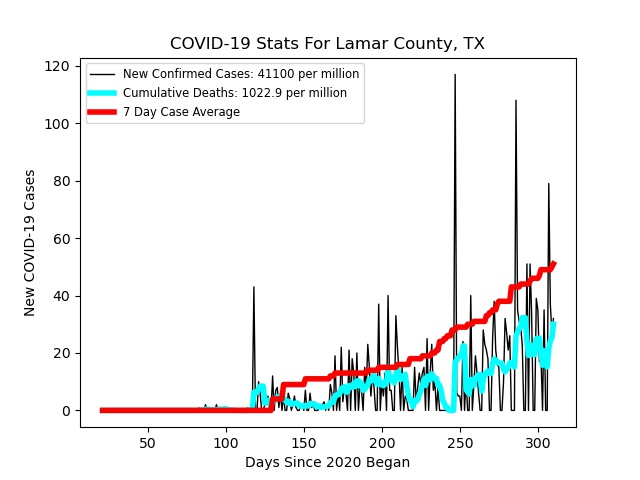 COVID-19 Stats For Lamar County, TX
New Confirmed Cases: 41100 per million
Cumulative Deaths: 1022.9 per million
7 Day Case Average
New COVID-19 Cases
120
100
80
60
40
20
0
50
100
150
200
250
300
Days Since 2020 Began